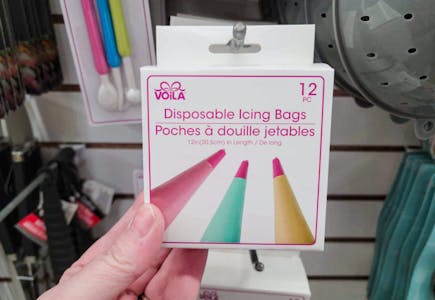 VOILA
12
PC
Disposable Icing Bags
Poches à douille jetables
12in(30.5cm) in Length / De long